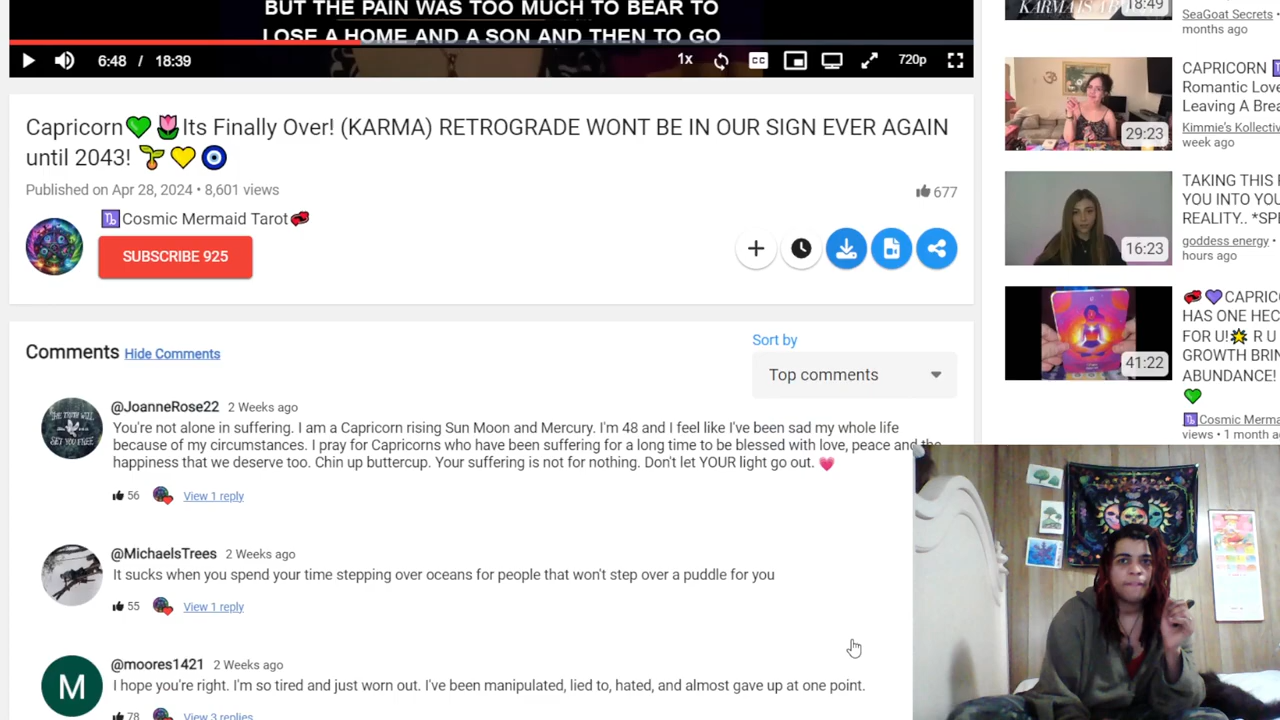 BUT THE PAIN WAS TOO MUCH TO BEAR TO
LOSE A HOME AND A SON AND THEN TO GO
6:48 / 18:39
1x
CC
720p
Capricorn💚🌷Its Finally Over! (KARMA) RETROGRADE WONT BE IN OUR SIGN EVER AGAIN
until 2043! 🌱💛🧿
Published on Apr 28, 2024 • 8,601 views
677
♑Cosmic Mermaid Tarot💞
SUBSCRIBE 925
Comments Hide Comments
Sort by
Top comments
@JoanneRose22 2 Weeks ago
You're not alone in suffering. I am a Capricorn rising Sun Moon and Mercury. I'm 48 and I feel like I've been sad my whole life
because of my circumstances. I pray for Capricorns who have been suffering for a long time to be blessed with love, peace and the
happiness that we deserve too. Chin up buttercup. Your suffering is not for nothing. Don't let YOUR light go out. 💗
56
View 1 reply
@MichaelsTrees 2 Weeks ago
It sucks when you spend your time stepping over oceans for people that won't step over a puddle for you
55
View 1 reply
M
@moores1421 2 Weeks ago
I hope you're right. I'm so tired and just worn out. I've been manipulated, lied to, hated, and almost gave up at one point.
78
View 3 replies
18:49
SeaGoat Secrets •
months ago
29:23
CAPRICORN
Romantic Love
Leaving A
Kimmie's
week ago
16:23
TAKING THIS
YOU INTO
REALITY..
goddess energy •
hours ago
41:22
HAS ONE
FOR U!🌟 R U
GROWTH
ABUNDANCE!
💚
♑Cosmic
views • 1 month